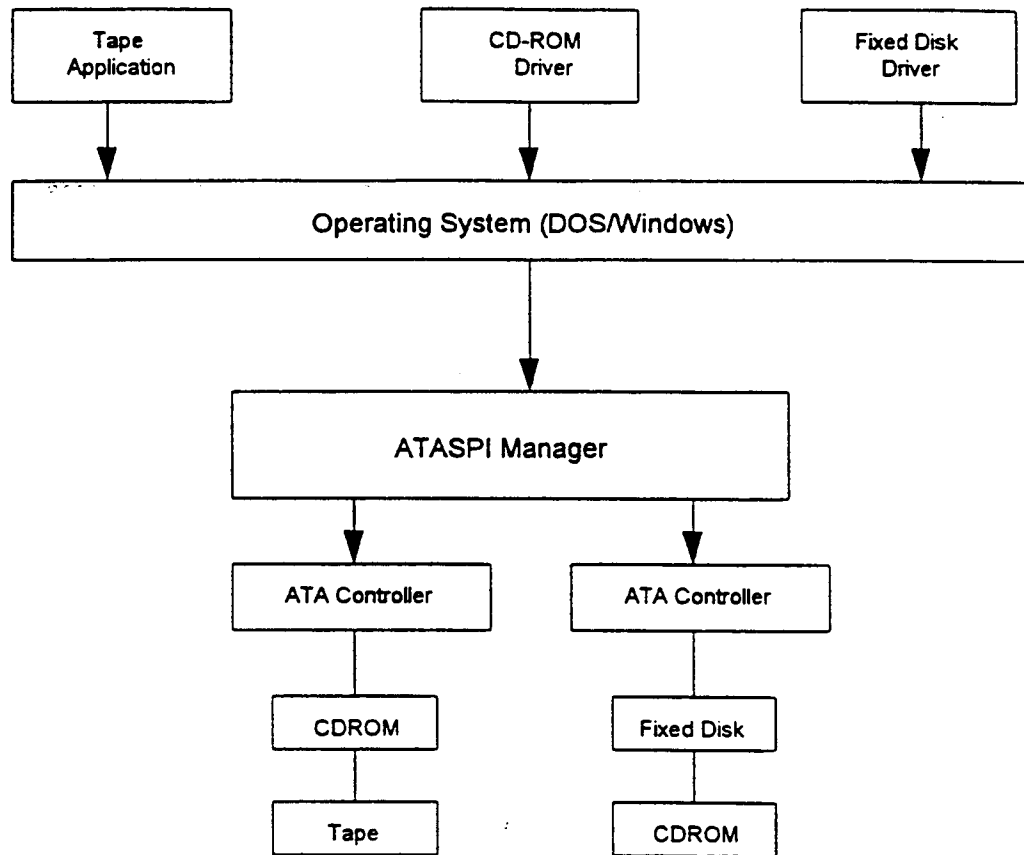 Tape
Application
CD-ROM
Driver
Fixed Disk
Driver
Operating System (DOS/Windows)
ATASPI Manager
ATA Controller
ATA Controller
CDROM
Fixed Disk
Tape
CDROM